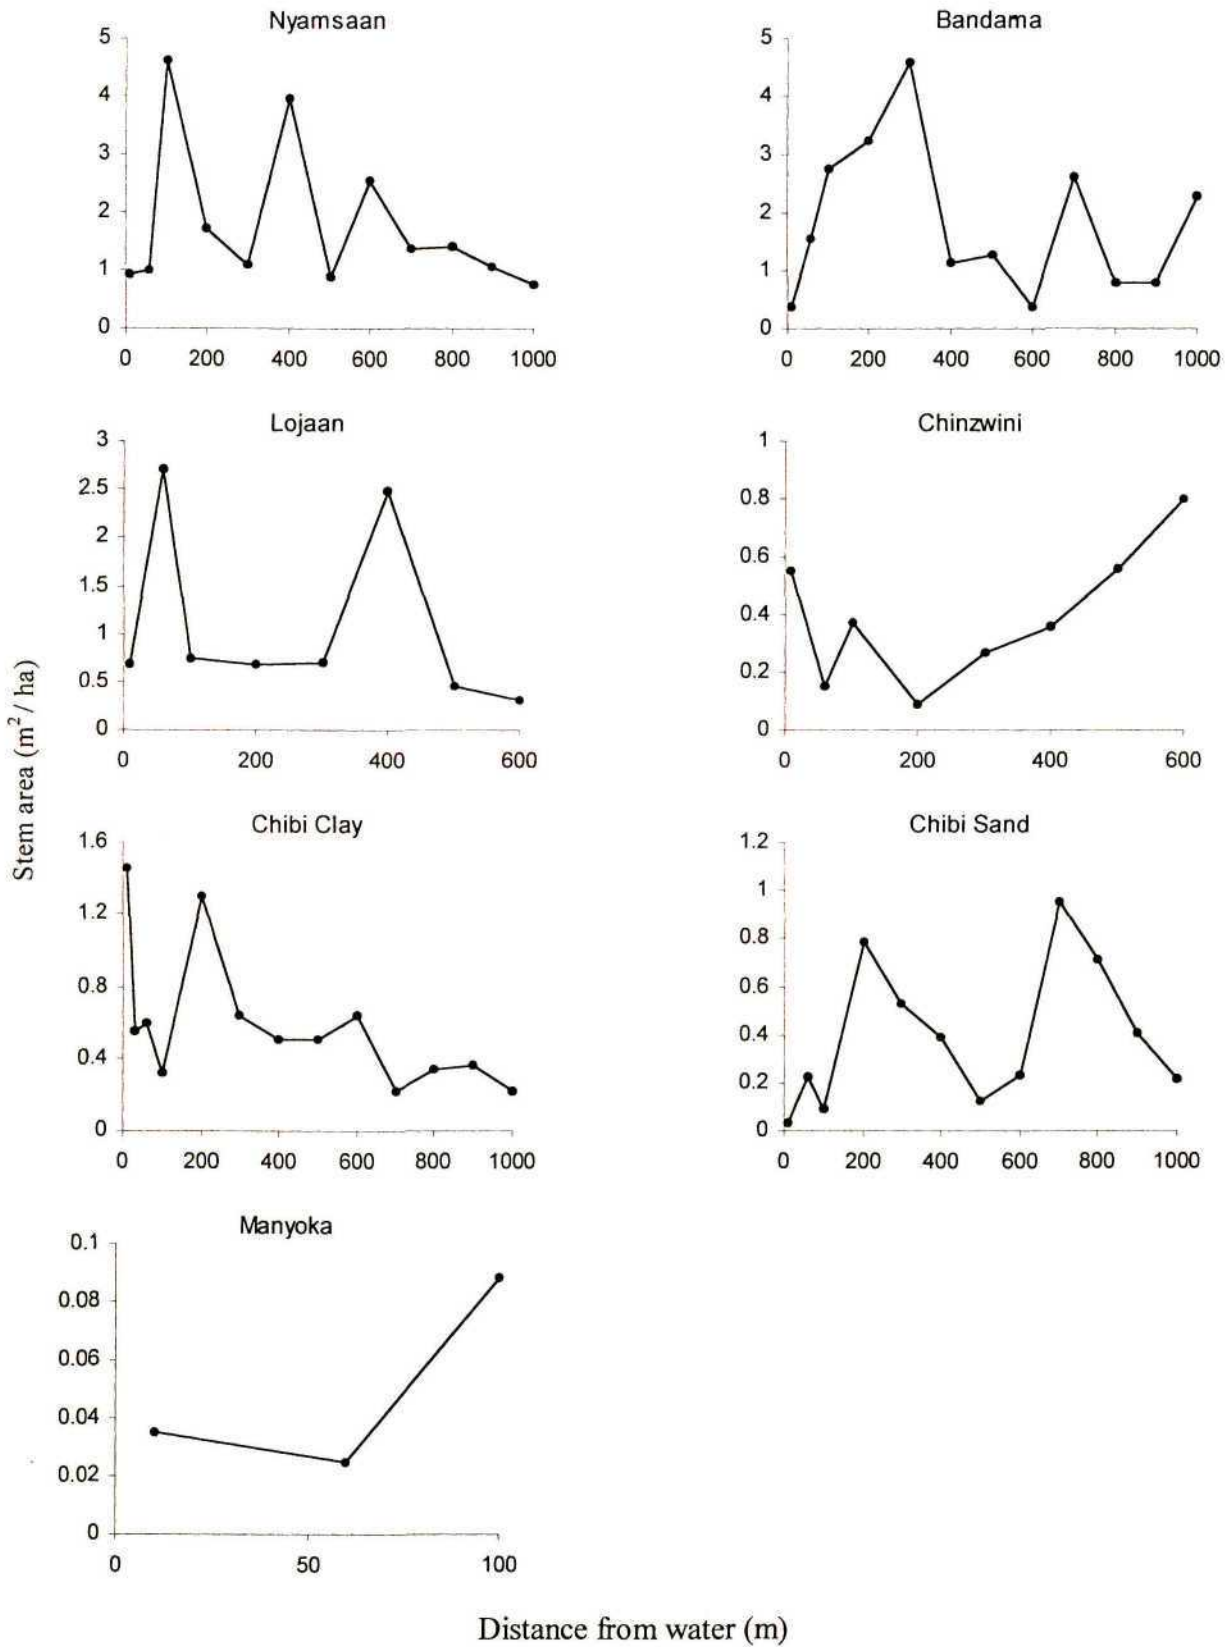 Nyamsaan
5
4
3
2
1
0
0 200 400 600 800 1000
Bandama
5
4
3
2
1
0
0 200 400 600 800 1000
Lojaan
3
2.5
2
1.5
1
0.5
0
0 200 400 600
Chinzwini
1
0.8
0.6
0.4
0.2
0
0 200 400 600
Stem area (m² / ha)
Chibi Clay
1.6
1.2
0.8
0.4
0
0 200 400 600 800 1000
Chibi Sand
1.2
1
0.8
0.6
0.4
0.2
0
0 200 400 600 800 1000
Manyoka
0.1
0.08
0.06
0.04
0.02
0
0 50 100
Distance from water (m)